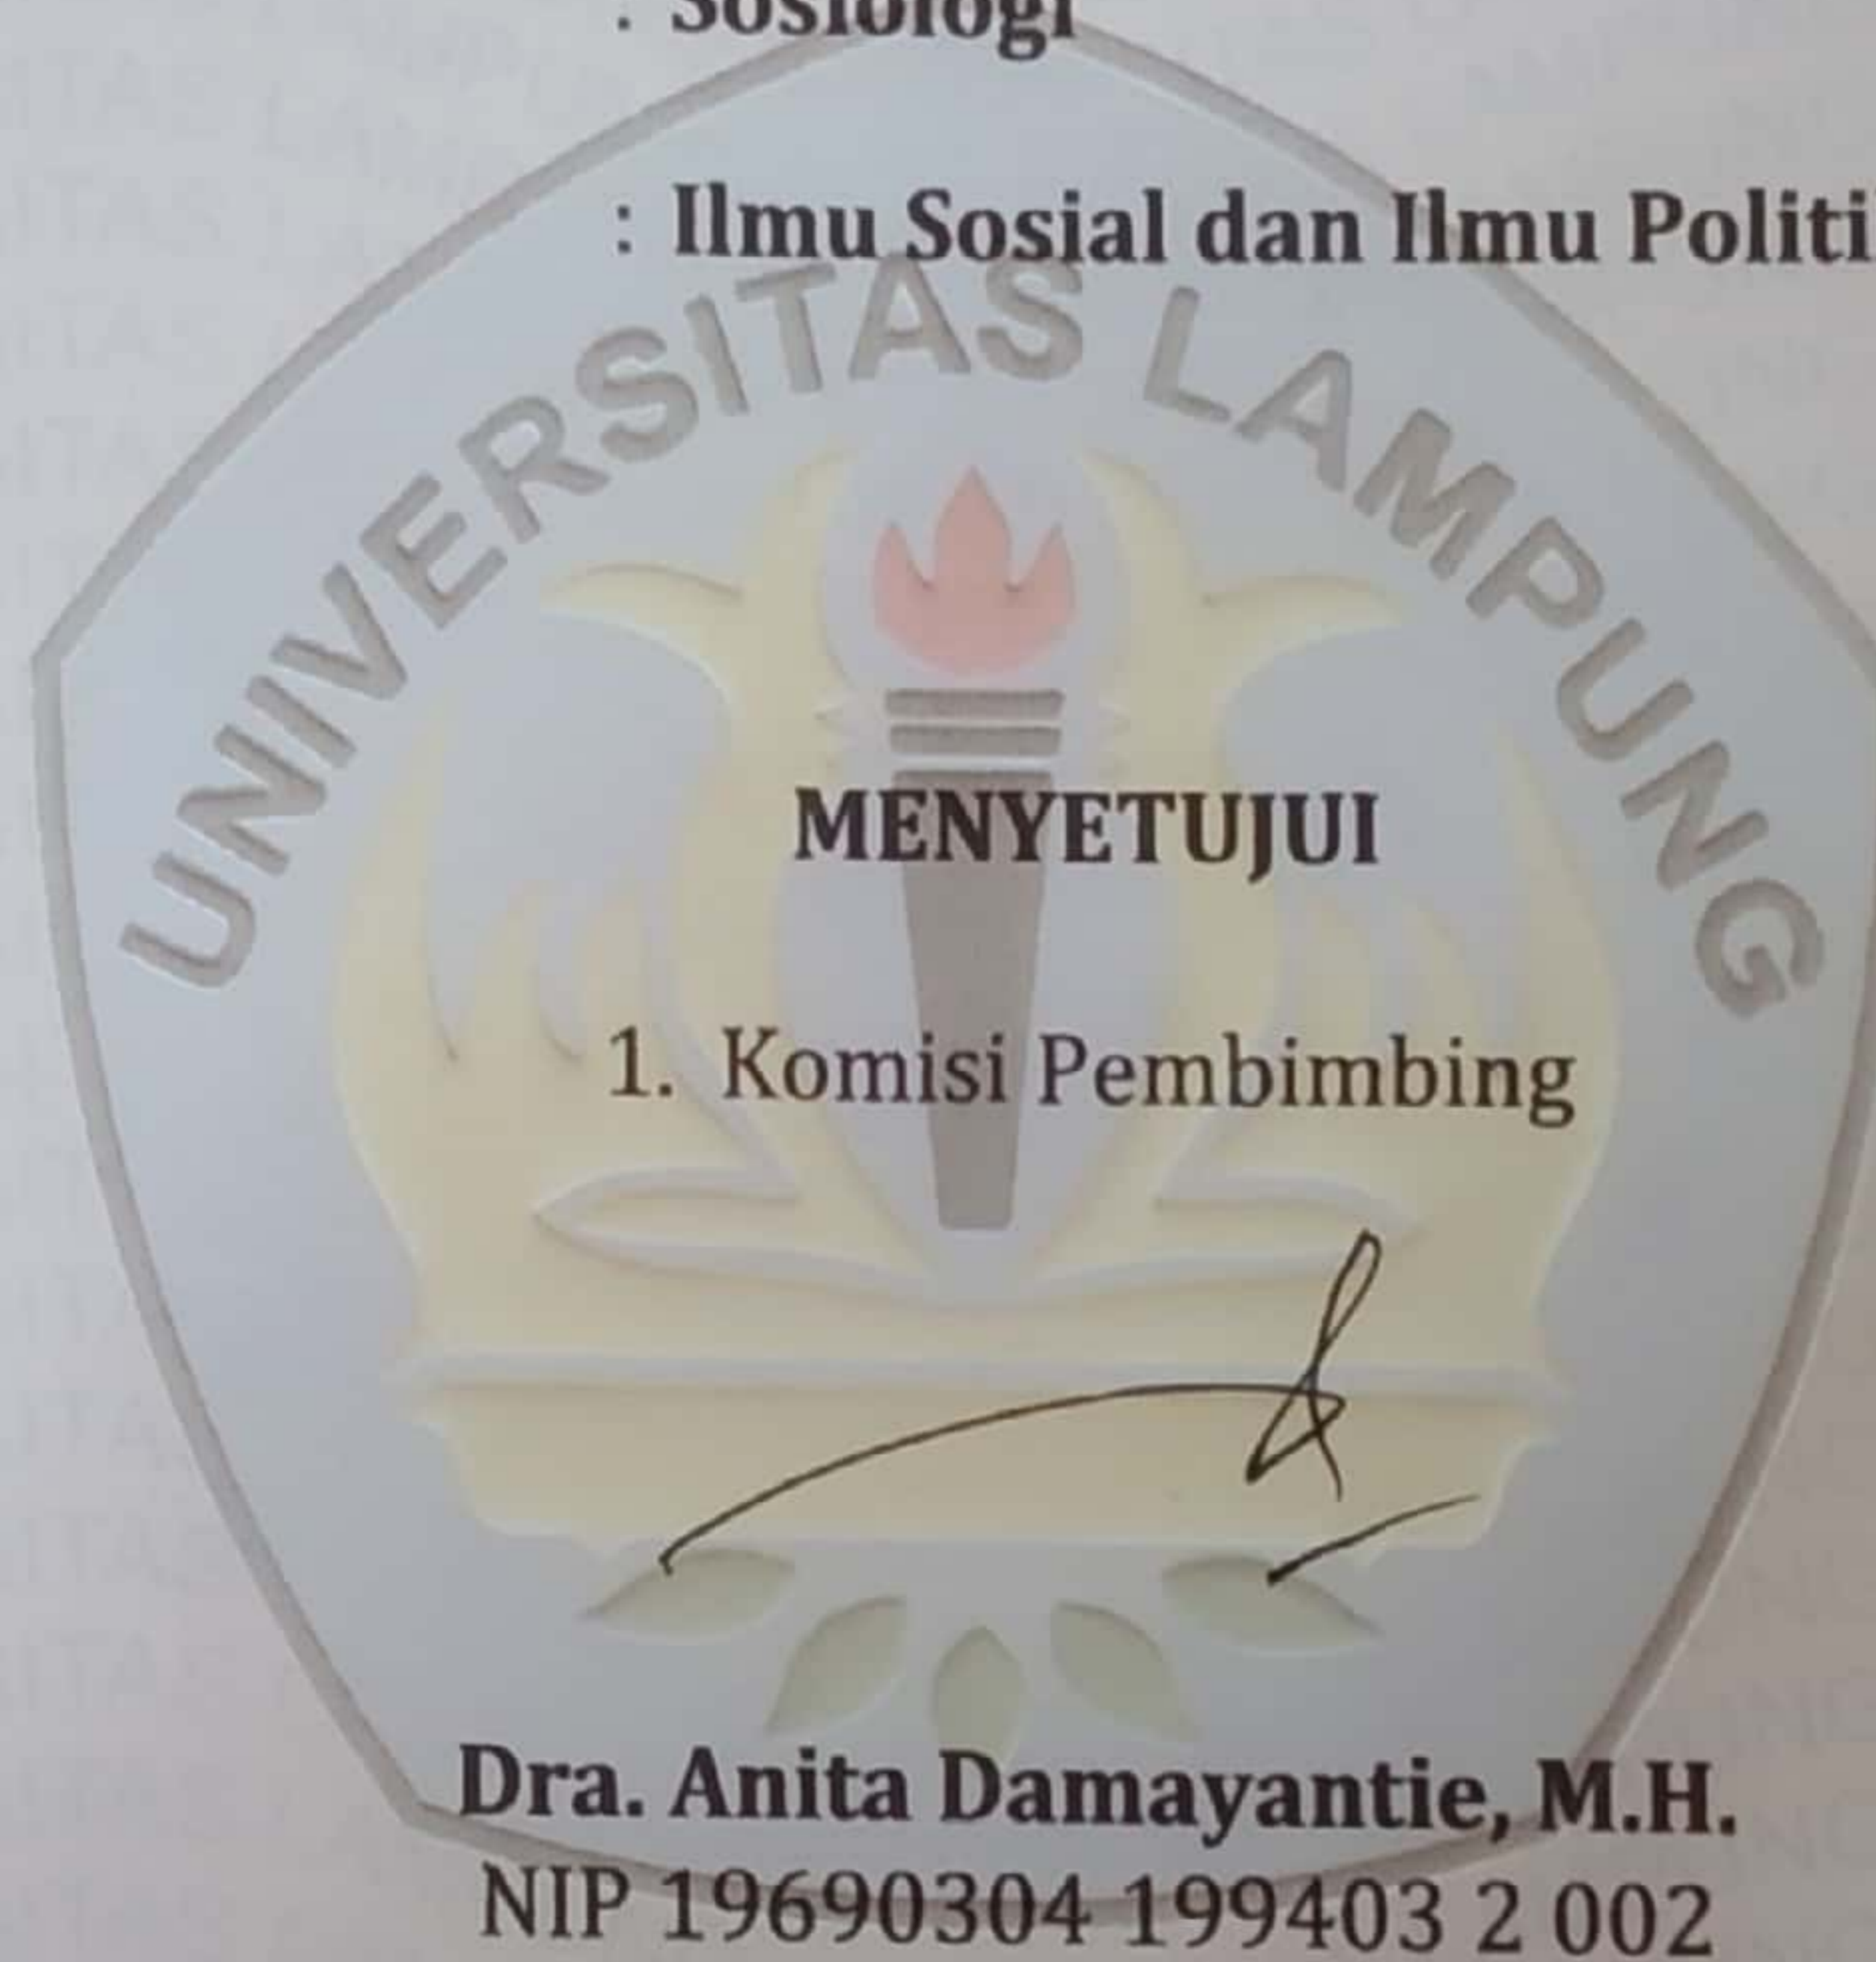 : Sosiologi
: Ilmu Sosial dan Ilmu Politi
UNIVERSITAS LAMPUNG
MENYETUJUI
1. Komisi Pembimbing
Dra. Anita Damayantie, M.H.
NIP 19690304 199403 2 002